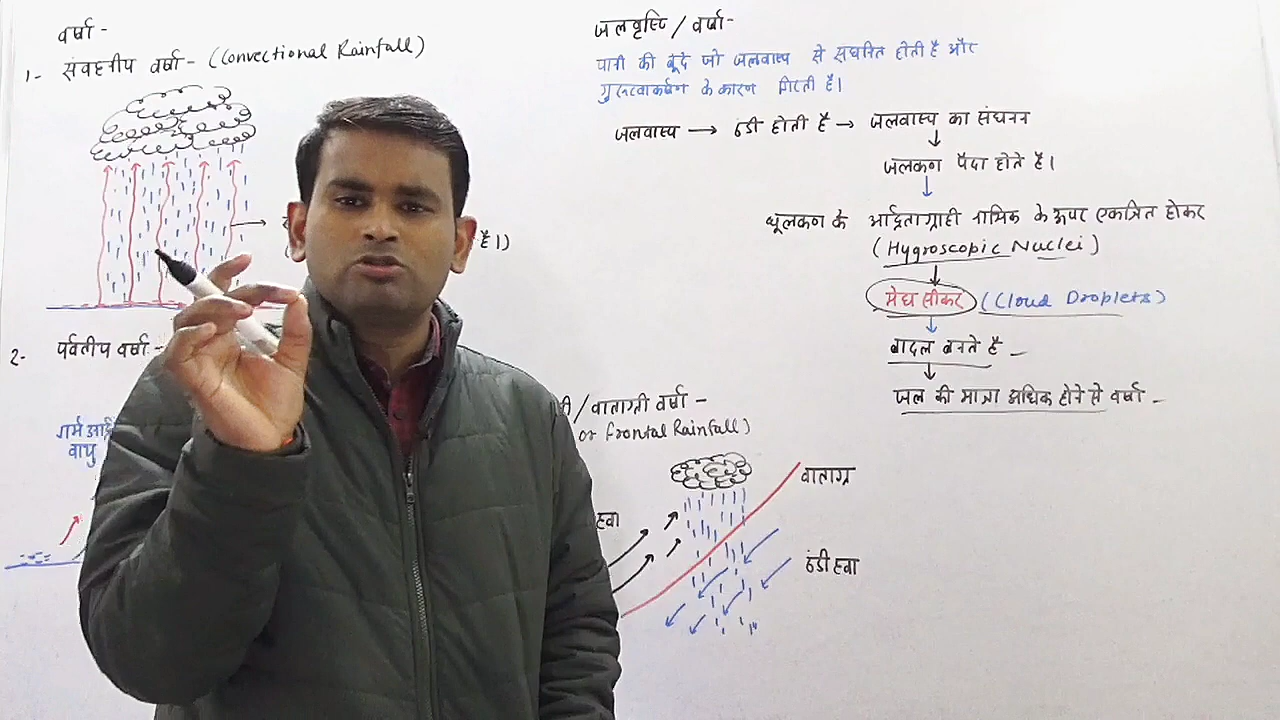 वर्षा -
1- संवहनीय वर्षा - (Convectional Rainfall)
है।)
2- पर्वतीय वर्षा -
गर्म
वायु
/वाताग्री वर्षा -
or frontal Rainfall)
हवा
वाताग्र
ठंडी हवा
जलवृष्टि / वर्षा-
पानी की बूंदे जो जलवाष्प से संघनित होती है और
गुरुत्वाकर्षण के कारण गिरती है।
जलवाष्प → ठंडी होती है → जलवाष्प का संघनन
जलकण पैदा होते है।
धूलकण के आर्द्रताग्राही नाभिक के ऊपर एकत्रित होकर
(Hygroscopic Nuclei)
मेघ सीकर (Cloud Droplets)
बादल बनते है -
जल की मात्रा अधिक होने से वर्षा -